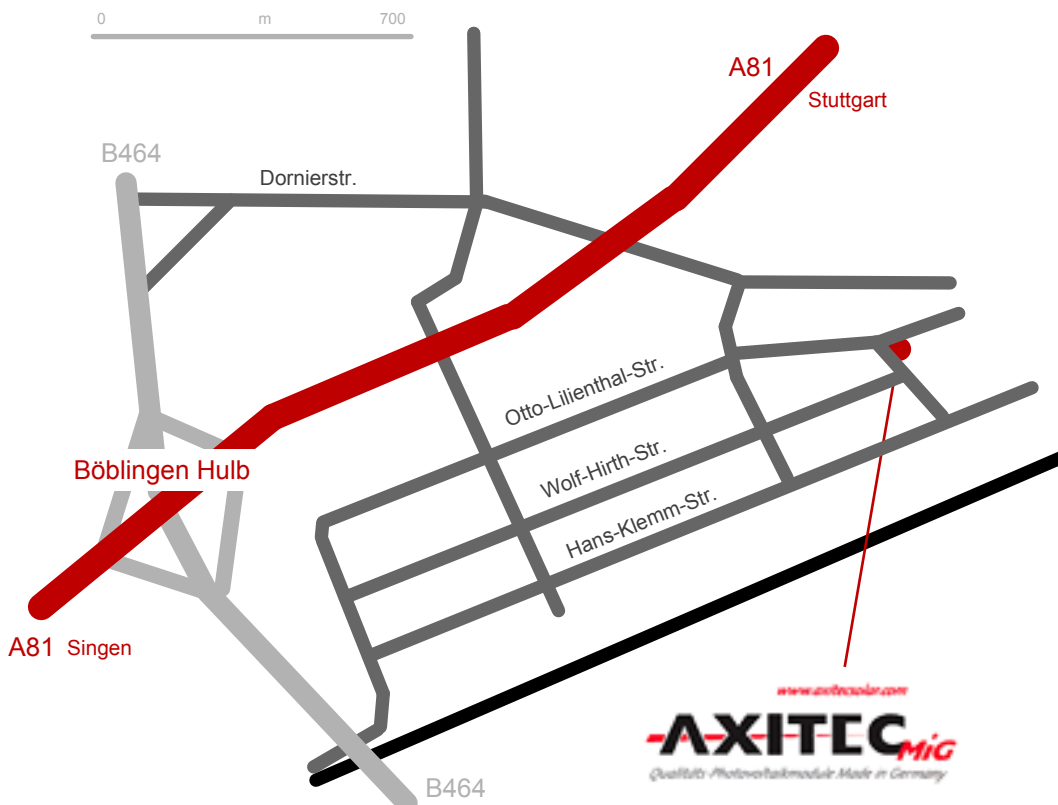 0 m 700
A81
Stuttgart
B464
Dornierstr.
Otto-Lilienthal-Str.
Böblingen Hulb
Wolf-Hirth-Str.
Hans-Klemm-Str.
A81 Singen
www.axitecsolar.com
AXITEC MiG
Qualitäts-Photovoltaikmodule Made in Germany
B464